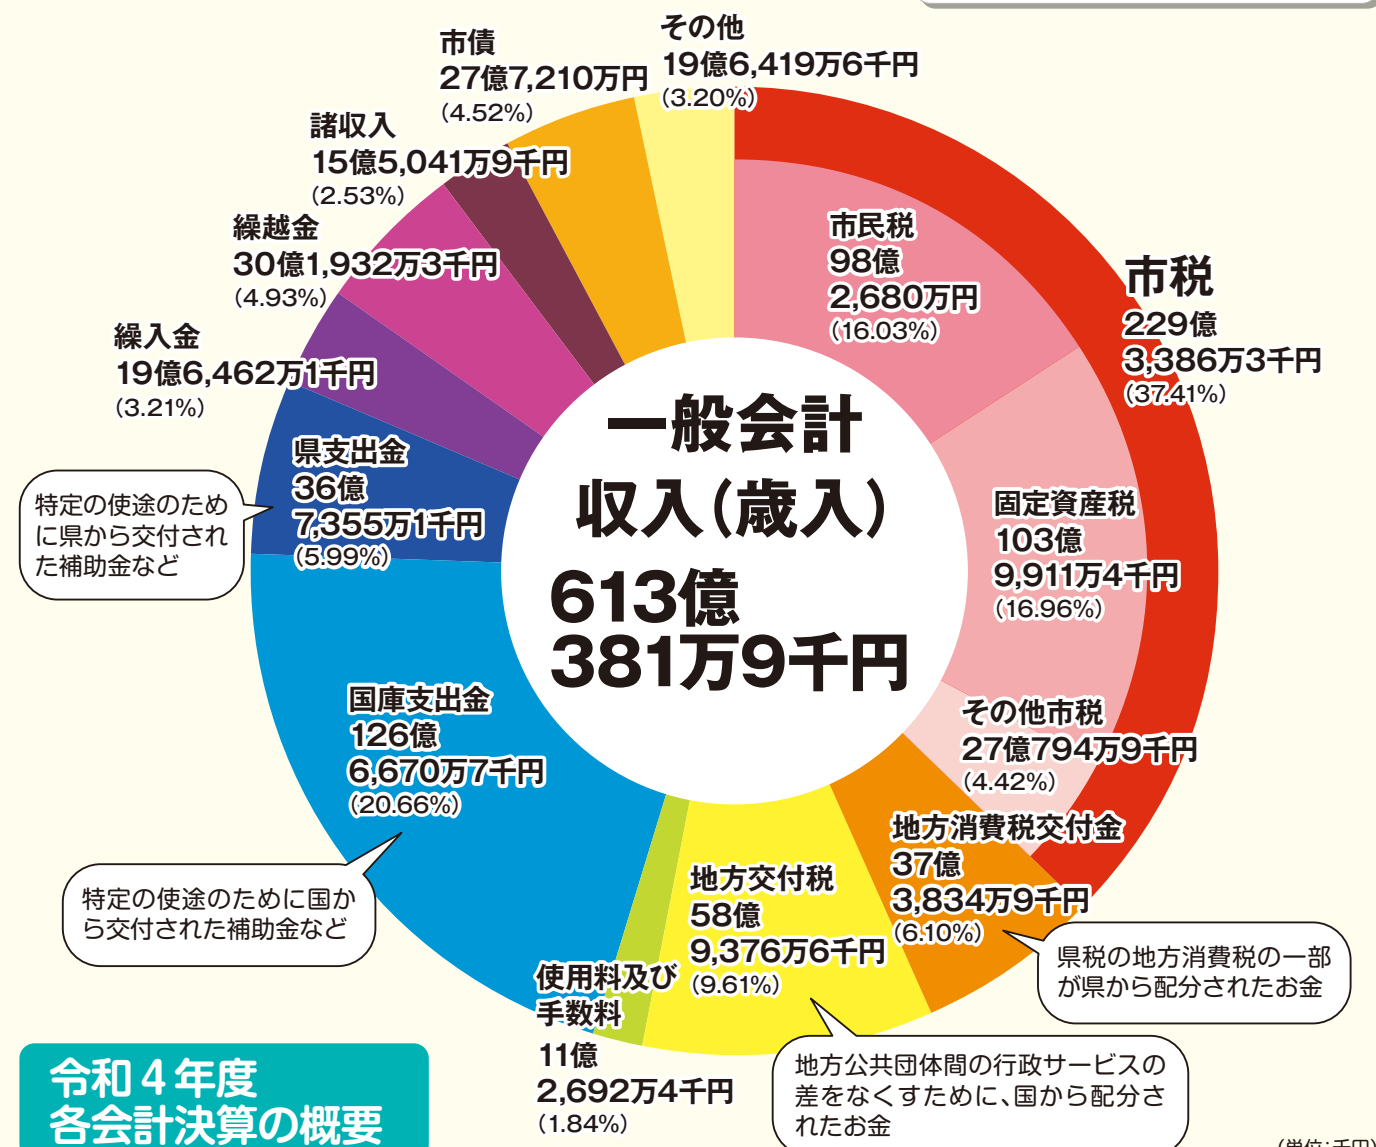 その他
19億6,419万6千円
(3.20%)
市債
27億7,210万円
(4.52%)
諸収入
15億5,041万9千円
(2.53%)
繰越金
30億1,932万3千円
(4.93%)
繰入金
19億6,462万1千円
(3.21%)
県支出金
36億
7,355万1千円
(5.99%)
特定の使途のため
に県から交付され
た補助金など
国庫支出金
126億
6,670万7千円
(20.66%)
特定の使途のために国か
ら交付された補助金など
市民税
98億
2,680万円
(16.03%)
市税
229億
3,386万3千円
(37.41%)
固定資産税
103億
9,911万4千円
(16.96%)
その他市税
27億794万9千円
(4.42%)
一般会計
収入(歳入)
613億
381万9千円
地方消費税交付金
37億
3,834万9千円
(6.10%)
県税の地方消費税の一部
が県から配分されたお金
地方交付税
58億
9,376万6千円
(9.61%)
地方公共団体間の行政サービスの
差をなくすために、国から配分さ
れたお金
使用料及び
手数料
11億
2,692万4千円
(1.84%)
令和4年度
各会計決算の概要
(単位:千円)